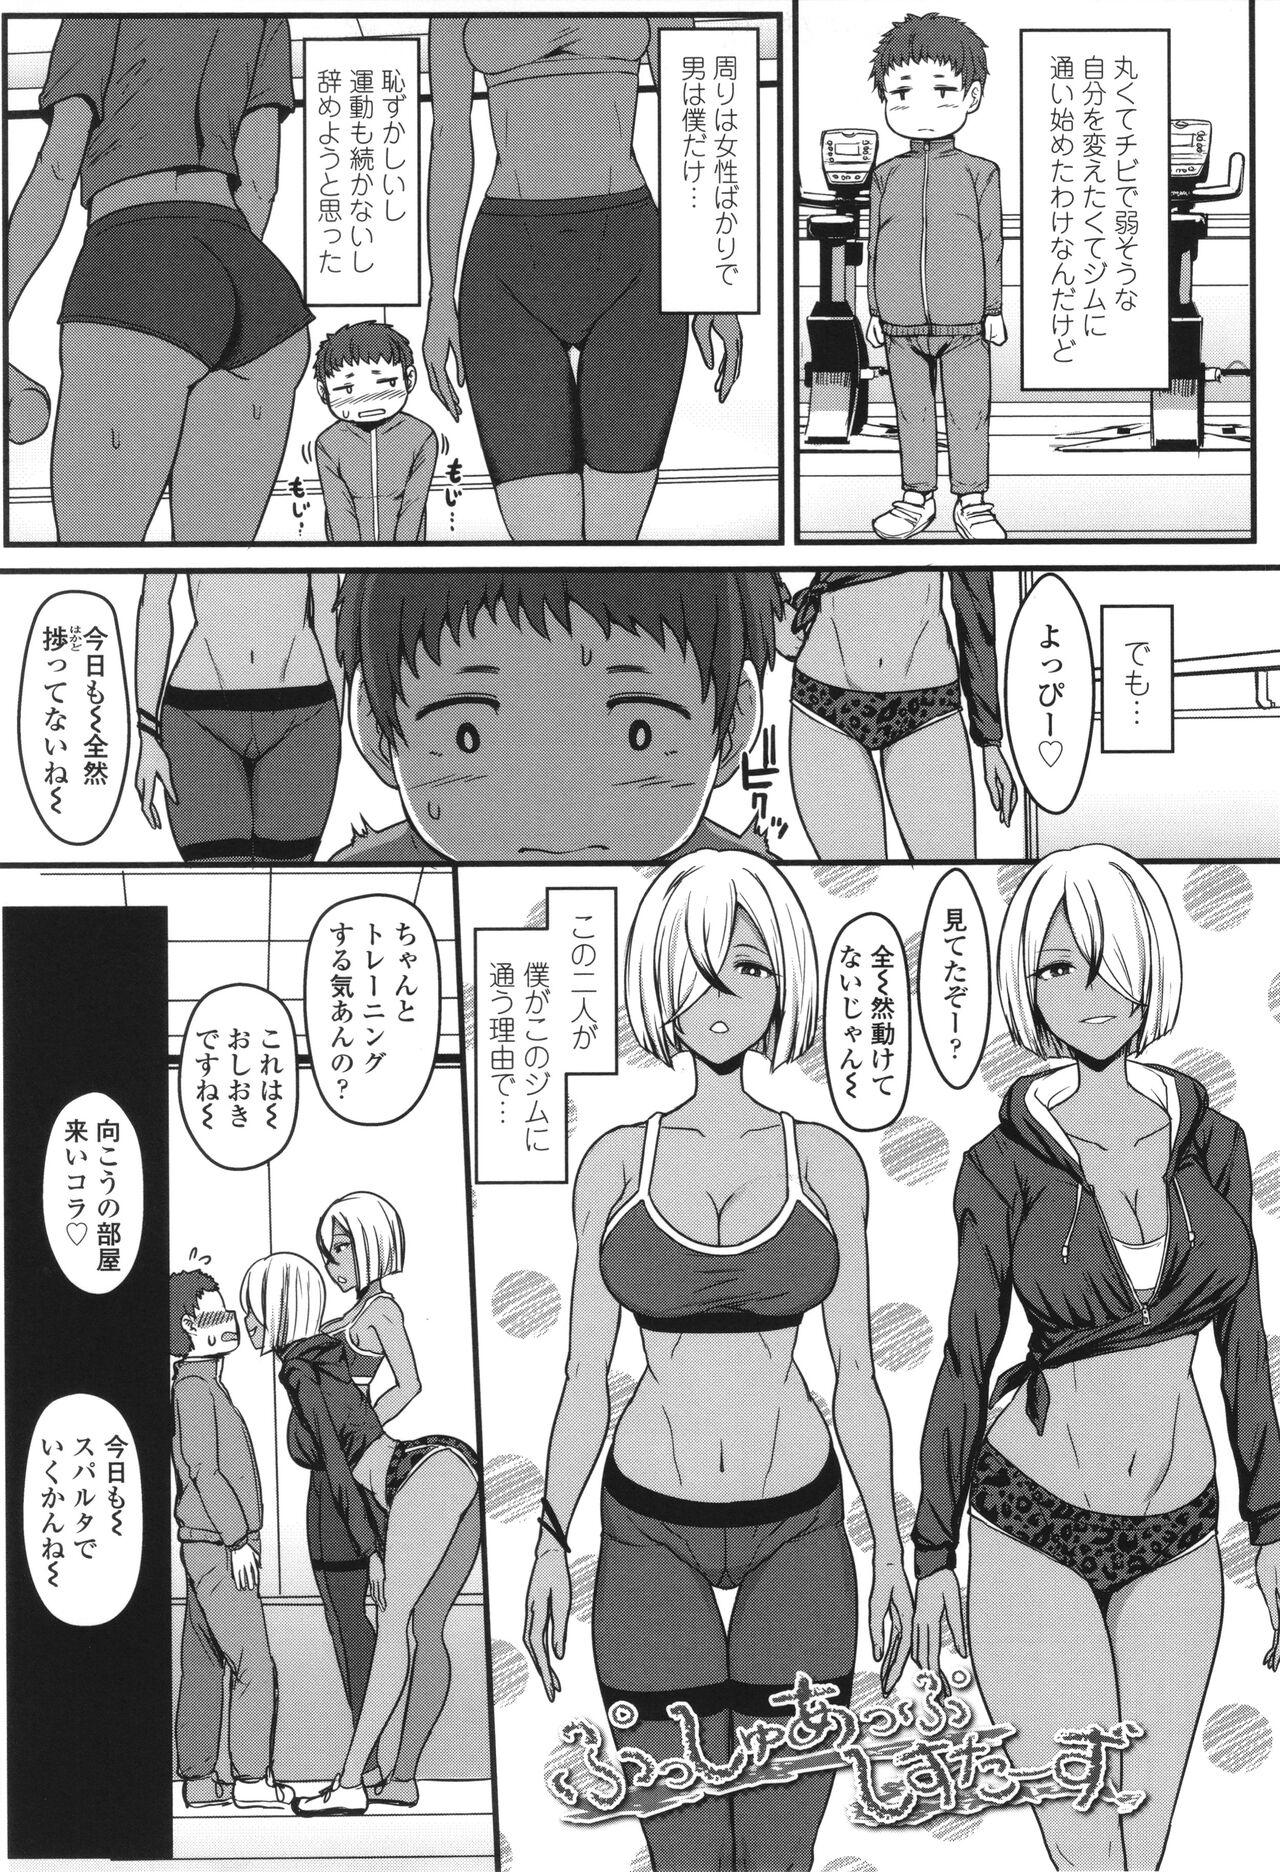 丸くてチビで弱そうな
自分を変えたくてジムに
通い始めたわけなんだけど
周りは女性ばかりで
男は僕だけ…
恥ずかしいし
運動も続かないし
辞めようと思った
もじ…
もじ…
でも…
よっぴー♡
ビクッ
今日も〜全然
捗ってないね〜
はかど
見てたぞー？
全〜然動けて
ないじゃん〜
この二人が
僕がこのジムに
通う理由で…
ぷっしゅあっぷ
しすたーず
ちゃんと
トレーニング
する気あんの？
これは〜
おしおき
ですね〜
向こうの部屋
来いコラ♡
今日も〜
スパルタで
いくかんね〜